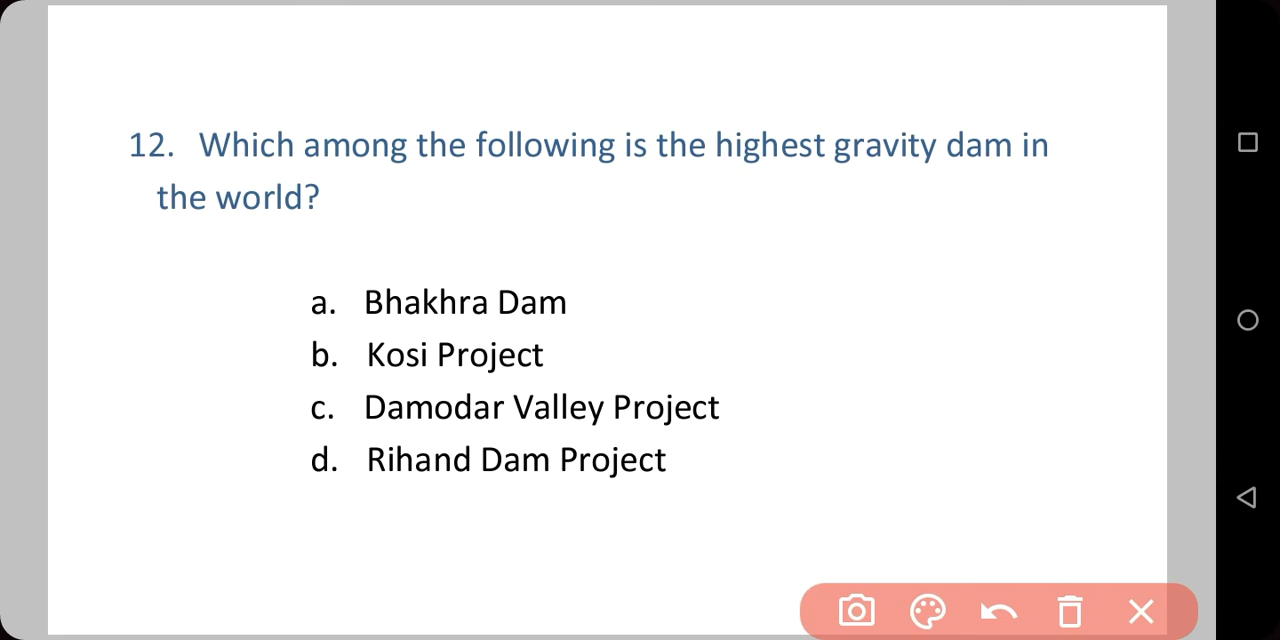 12. Which among the following is the highest gravity dam in
the world?
a. Bhakhra Dam
b. Kosi Project
c. Damodar Valley Project
d. Rihand Dam Project